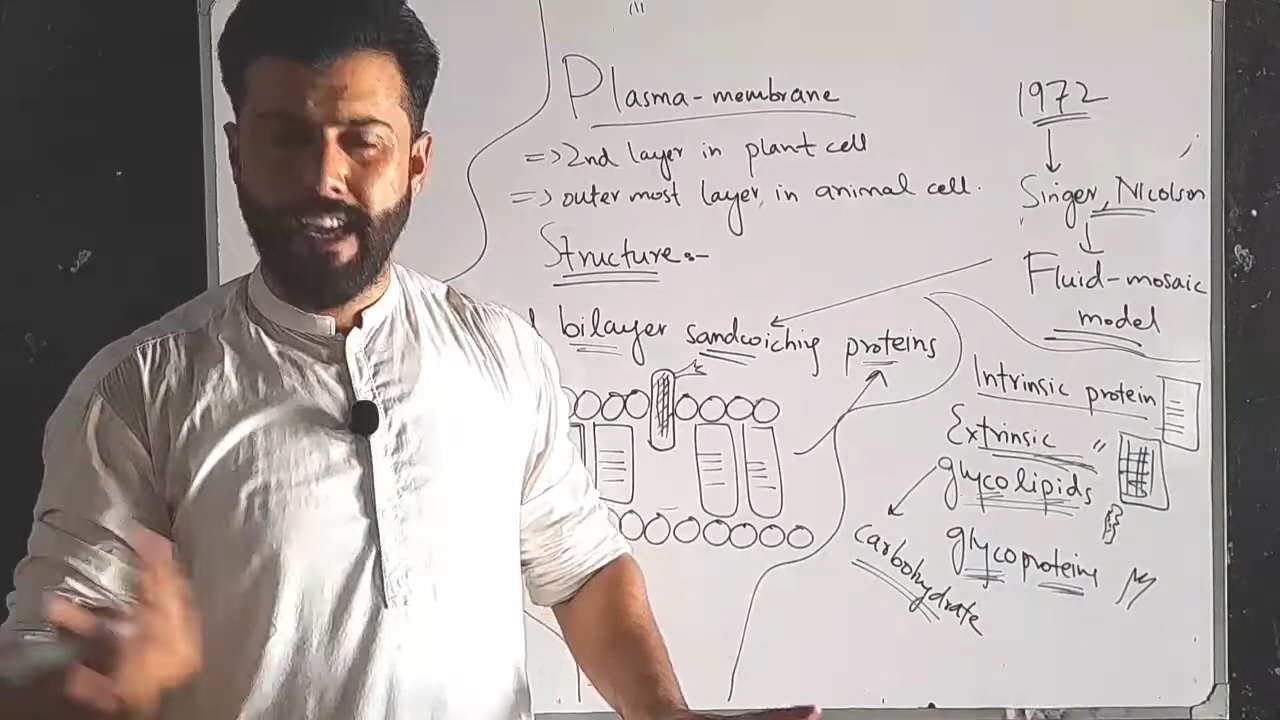 Plasma-membrane
=> 2nd layer in plant cell
=> outer most layer, in animal cell.
Structure:-
bilayer sandwiching proteins
1972
Singer, Nicolson
Fluid-mosaic
model
Intrinsic protein
Extrinsic "
glycolipids
carbohydrate
glycoproteins